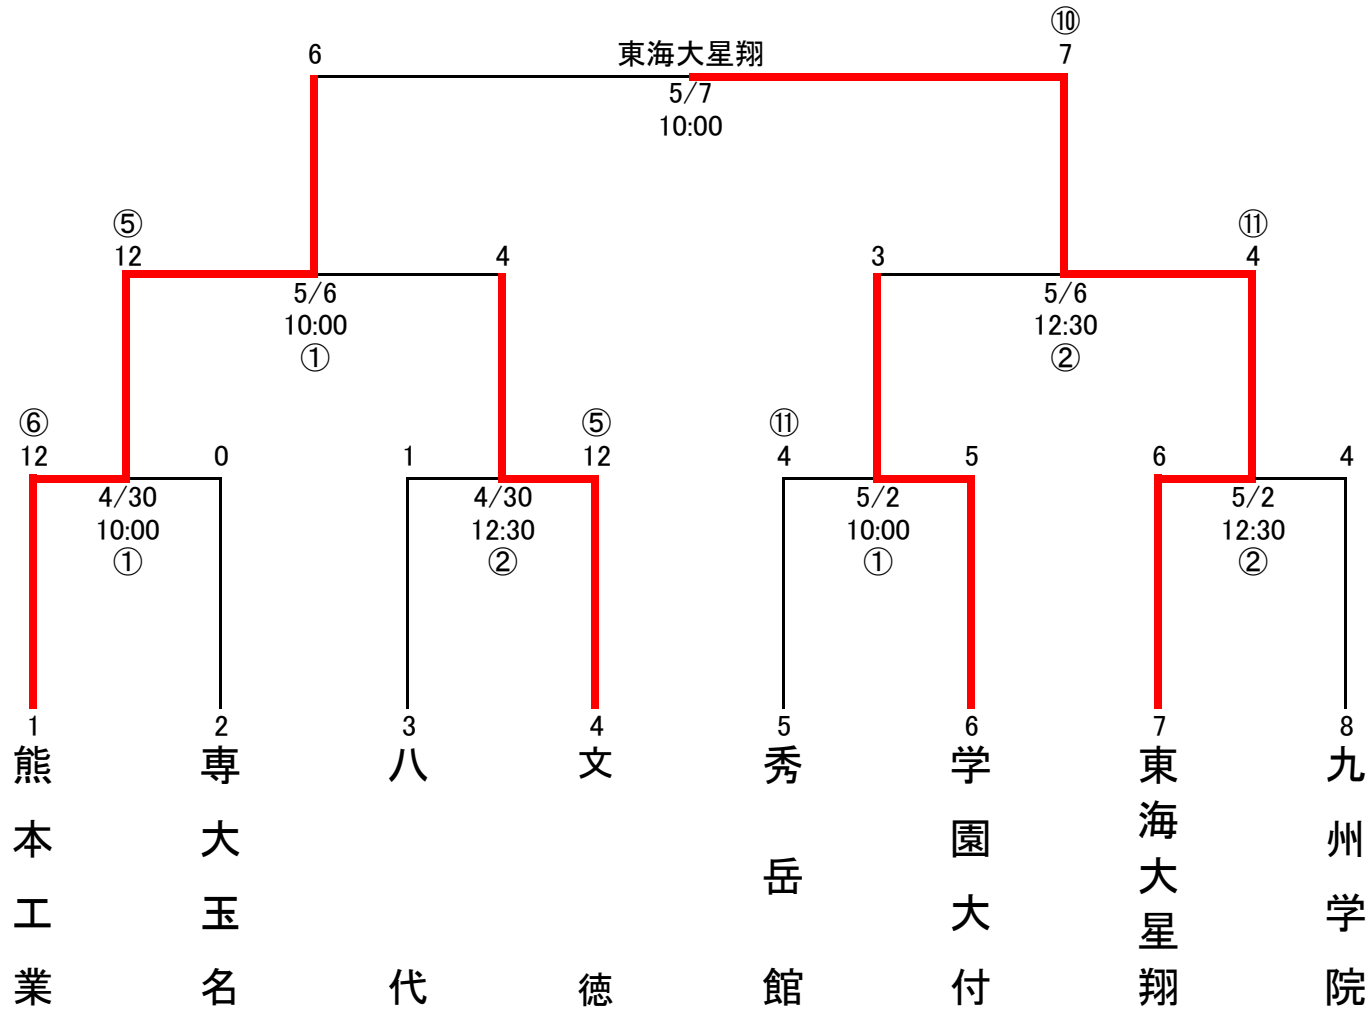 ⑩
6 東海大星翔 7
5/7
10:00
⑤ ⑪
12 4 3 4
5/6 5/6
10:00 12:30
① ②
⑥ ⑤ ⑪
12 0 1 12 4 5 6 4
4/30 4/30 5/2 5/2
10:00 12:30 10:00 12:30
① ② ① ②
1 2 3 4 5 6 7 8
熊本工業
専大玉名
八代
文徳
秀岳館
学園大付
東海大星翔
九州学院